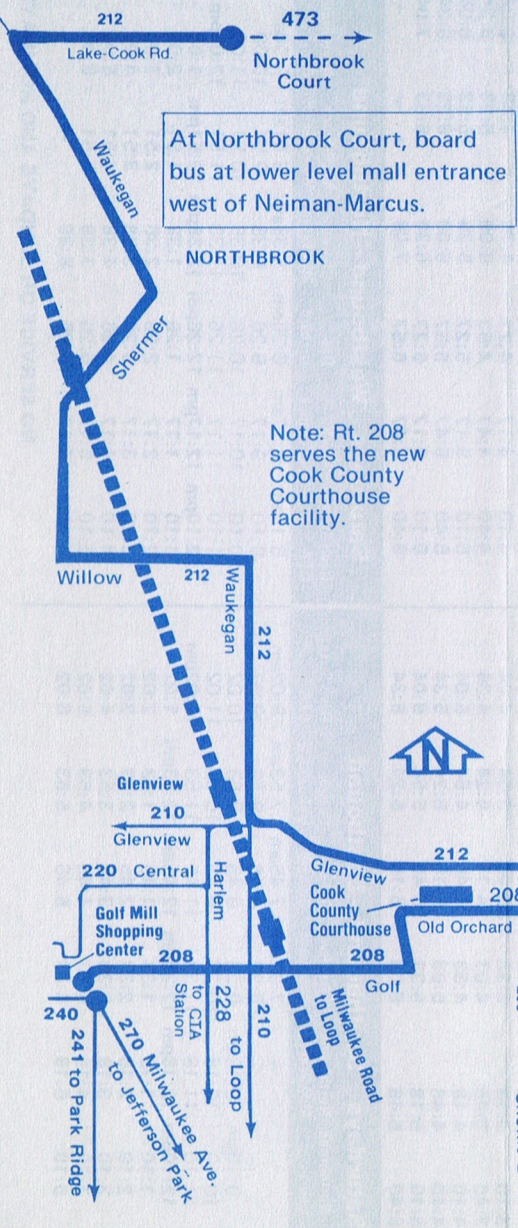 212
473
Lake-Cook Rd.
Northbrook
Court
Waukegan
At Northbrook Court, board
bus at lower level mall entrance
west of Neiman-Marcus.
NORTHBROOK
Shermer
Note: Rt. 208
serves the new
Cook County
Courthouse
facility.
Willow
212
Waukegan
212
N
Glenview
210
Glenview
Glenview
212
220
Central
Harlem
Cook
County
Courthouse
208
Old Orchard
Golf Mill
Shopping
Center
208
208
Golf
240
241 to Park Ridge
270 Milwaukee Ave.
to Jefferson Park
to CTA
Station
228
210
to Loop
Milwaukee Road
to Loop